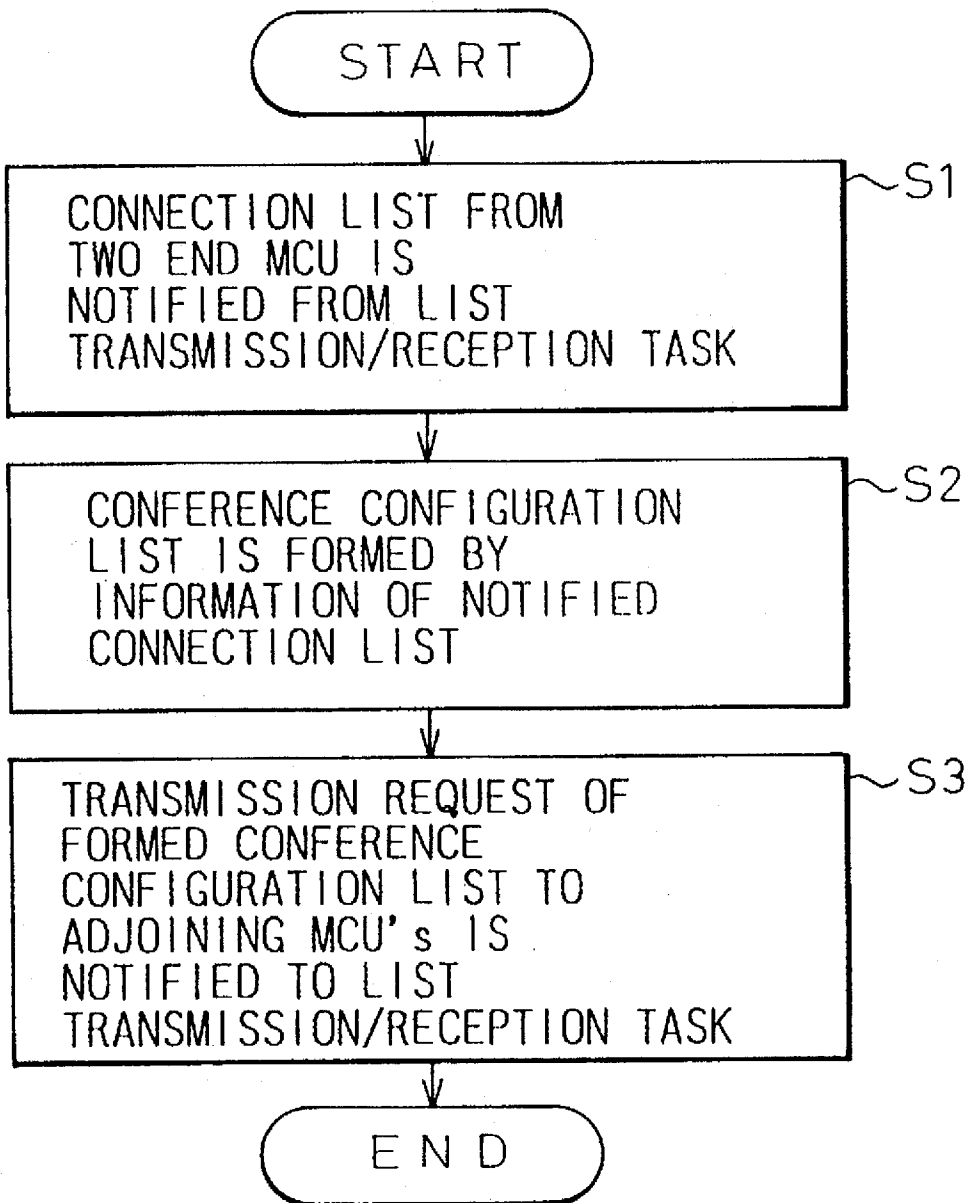 START
S1
CONNECTION LIST FROM
TWO END MCU IS
NOTIFIED FROM LIST
TRANSMISSION/RECEPTION TASK
S2
CONFERENCE CONFIGURATION
LIST IS FORMED BY
INFORMATION OF NOTIFIED
CONNECTION LIST
S3
TRANSMISSION REQUEST OF
FORMED CONFERENCE
CONFIGURATION LIST TO
ADJOINING MCU's IS
NOTIFIED TO LIST
TRANSMISSION/RECEPTION TASK
END